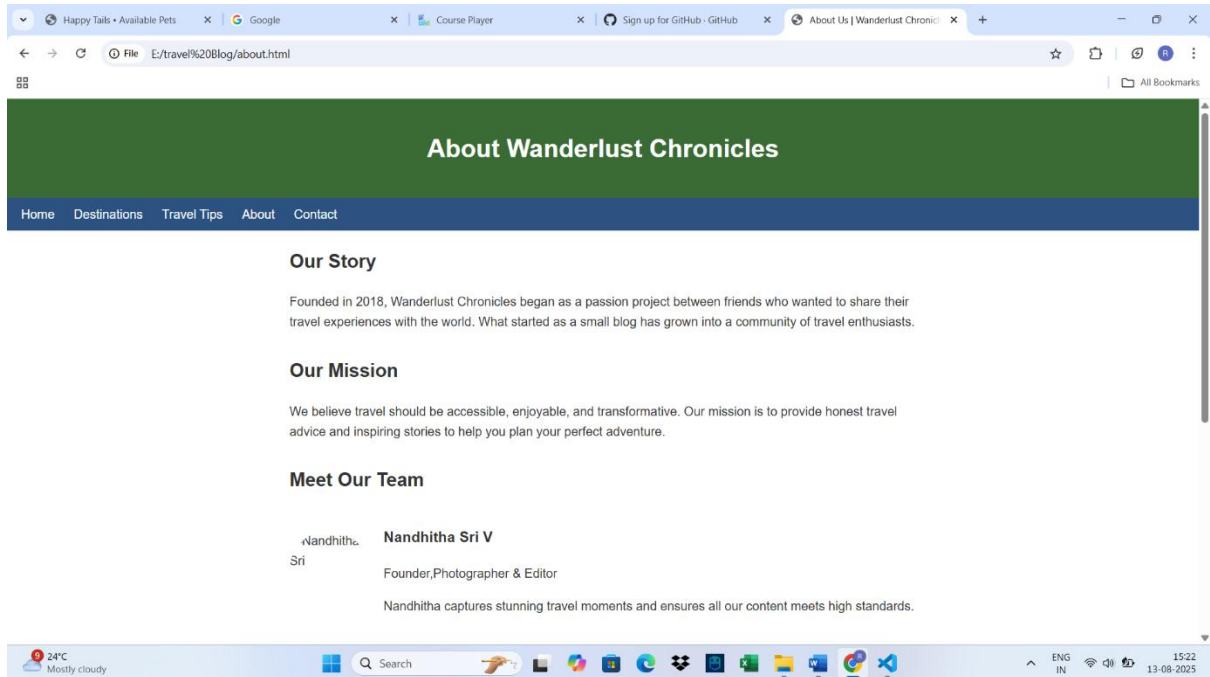 Happy Tails • Available Pets
Google
Course Player
Sign up for GitHub · GitHub
About Us | Wanderlust Chronicl
File E:/travel%20Blog/about.html
R
All Bookmarks
About Wanderlust Chronicles
Home Destinations Travel Tips About Contact
Our Story
Founded in 2018, Wanderlust Chronicles began as a passion project between friends who wanted to share their
travel experiences with the world. What started as a small blog has grown into a community of travel enthusiasts.
Our Mission
We believe travel should be accessible, enjoyable, and transformative. Our mission is to provide honest travel
advice and inspiring stories to help you plan your perfect adventure.
Meet Our Team
Nandhitha
Sri
Nandhitha Sri V
Founder,Photographer & Editor
Nandhitha captures stunning travel moments and ensures all our content meets high standards.
9
24°C
Mostly cloudy
Search
ENG
IN
15:22
13-08-2025